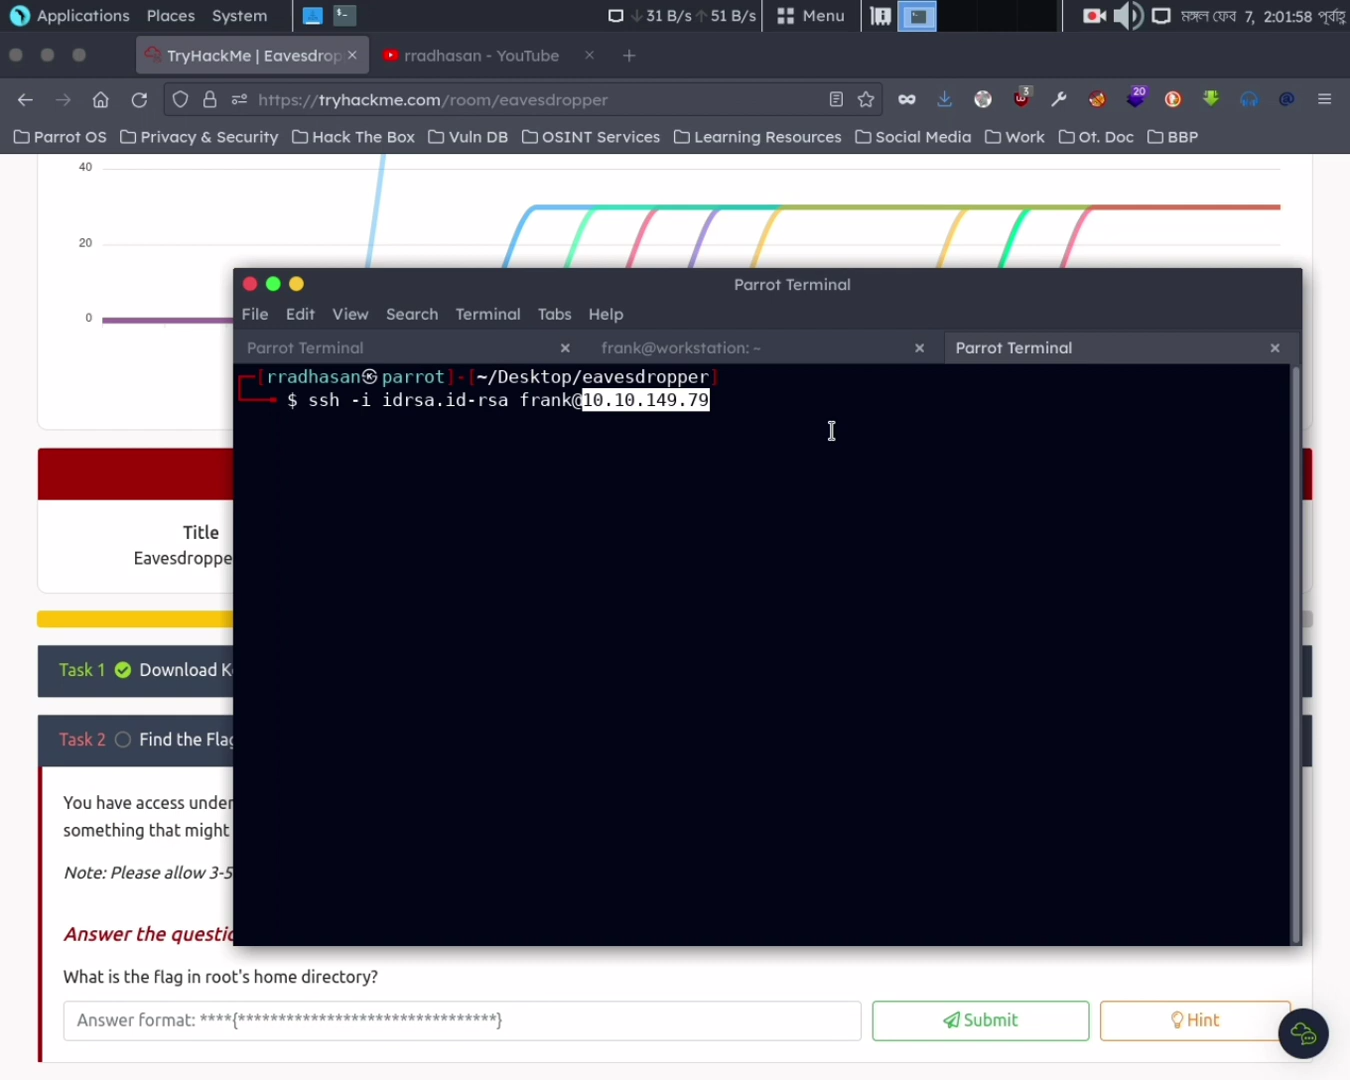 Applications Places System 31 B/s 51 B/s Menu মঙ্গল ফেব 7, 2:01:58 পূর্বাহ্
TryHackMe | Eavesdrop rradhasan - YouTube
https://tryhackme.com/room/eavesdropper 3 20
Parrot OS Privacy & Security Hack The Box Vuln DB OSINT Services Learning Resources Social Media Work Ot. Doc BBP
40
20
0
Parrot Terminal
File Edit View Search Terminal Tabs Help
Parrot Terminal frank@workstation: ~ Parrot Terminal
[rradhasan㉿parrot]-[~/Desktop/eavesdropper]
$ ssh -i idrsa.id-rsa frank@10.10.149.79
Title
Eavesdroppe
Task 1 Download K
Task 2 Find the Flag
You have access under
something that might
Note: Please allow 3-5
Answer the questio
What is the flag in root's home directory?
Answer format: ****{********************************} Submit Hint